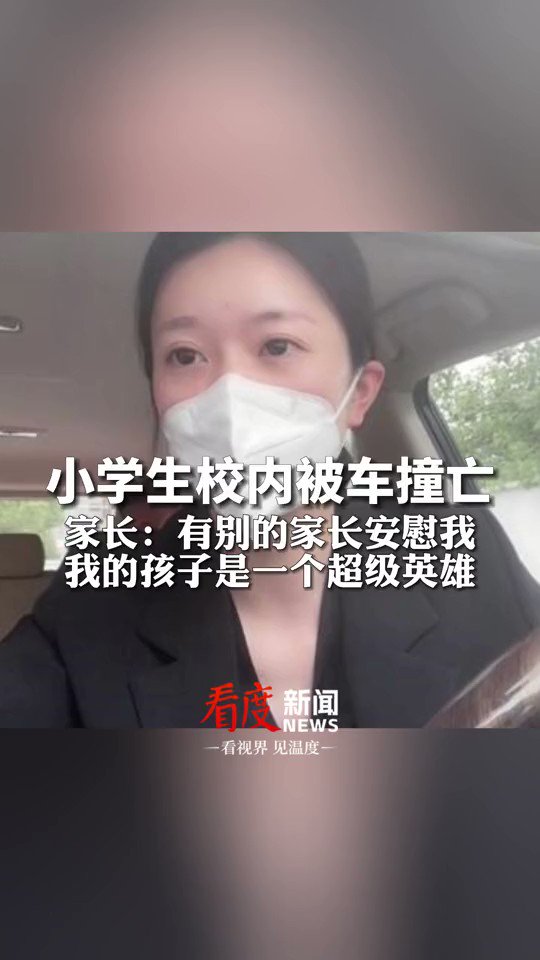 小学生校内被车撞亡
家长：有别的家长安慰我
我的孩子是一个超级英雄
看度新闻
NEWS
看视界 见温度